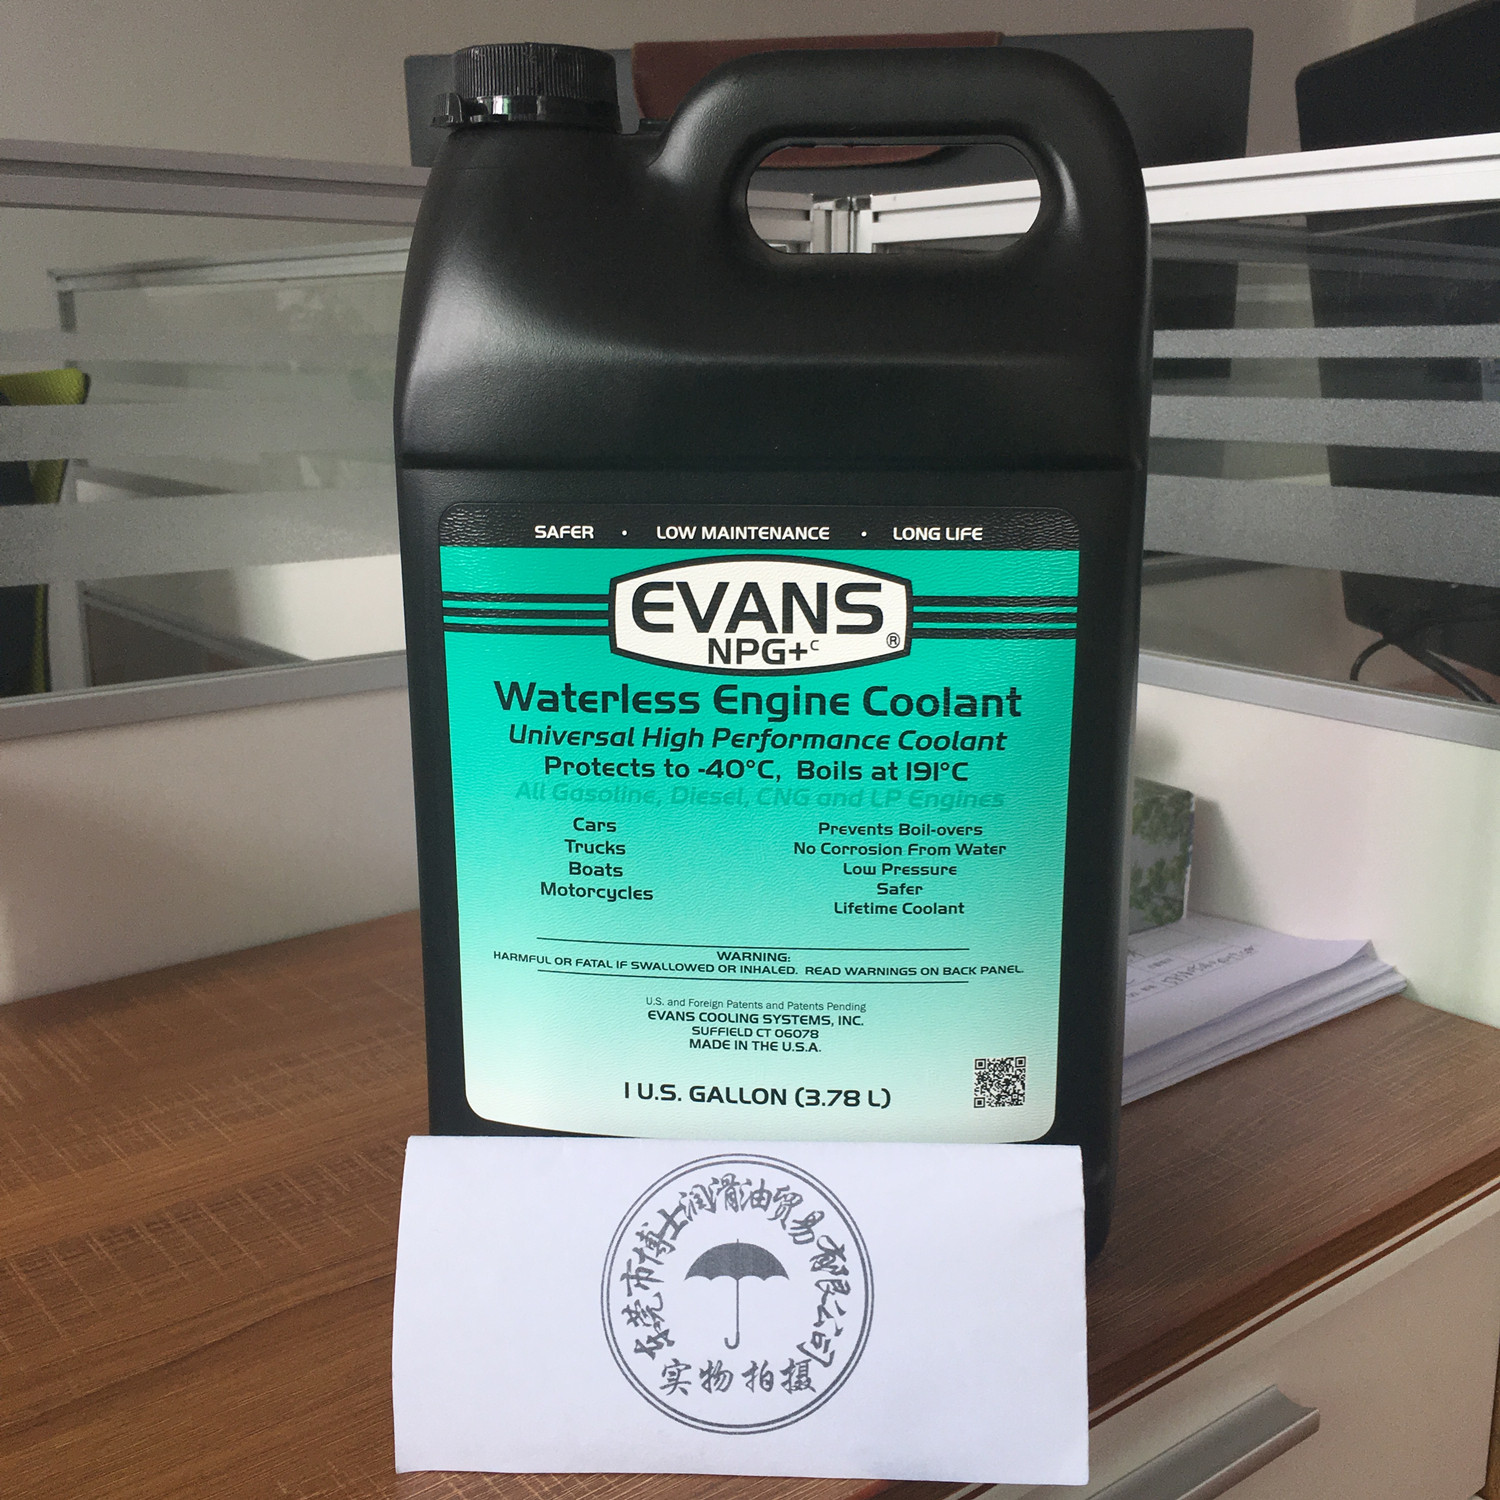 SAFER • LOW MAINTENANCE • LONG LIFE
EVANS®
NPG+ᶜ
Waterless Engine Coolant
Universal High Performance Coolant
Protects to -40°C, Boils at 191°C
All Gasoline, Diesel, CNG and LP Engines
Cars
Trucks
Boats
Motorcycles
Prevents Boil-overs
No Corrosion From Water
Low Pressure
Safer
Lifetime Coolant
WARNING:
HARMFUL OR FATAL IF SWALLOWED OR INHALED. READ WARNINGS ON BACK PANEL.
U.S. and Foreign Patents and Patents Pending
EVANS COOLING SYSTEMS, INC.
SUFFIELD CT 06078
MADE IN THE U.S.A.
1 U.S. GALLON (3.78 L)
东莞市博士润滑油贸易有限公司
实物拍摄